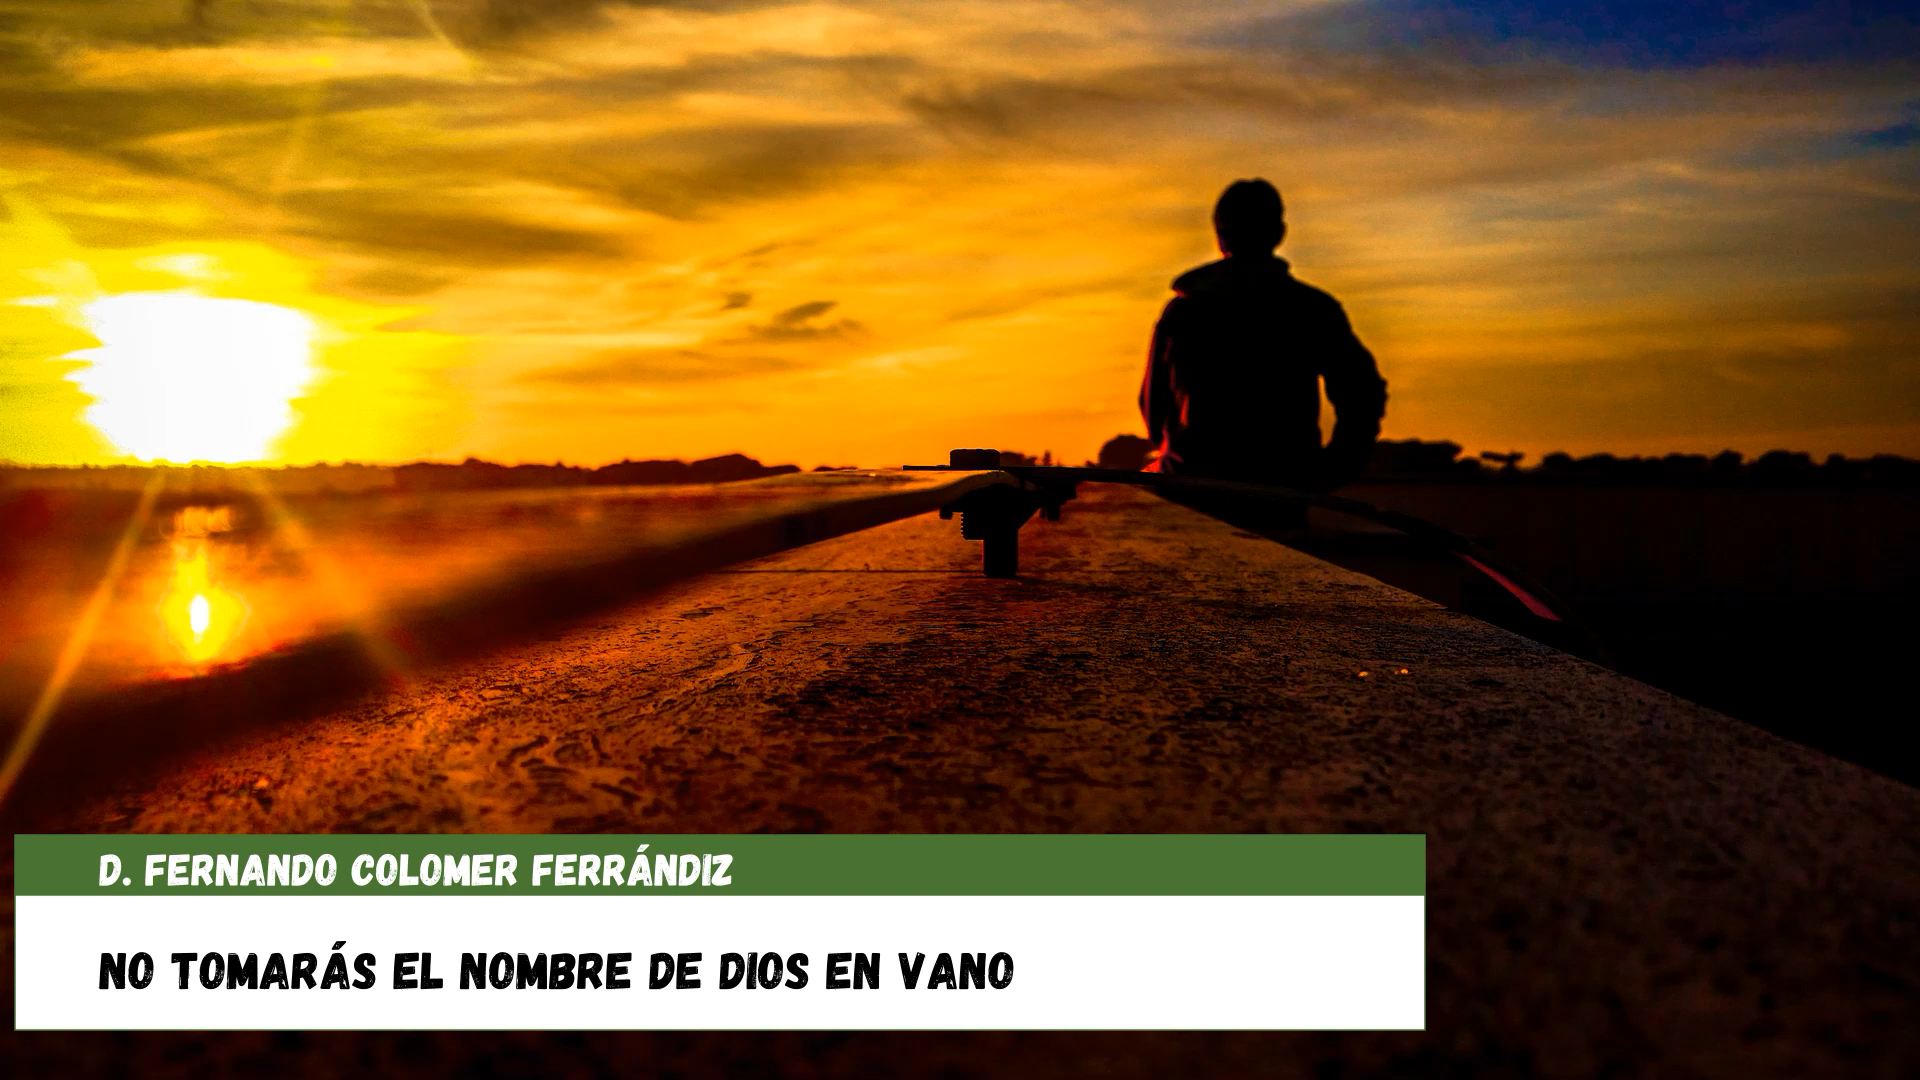 D. FERNANDO COLOMER FERRÁNDIZ
NO TOMARÁS EL NOMBRE DE DIOS EN VANO